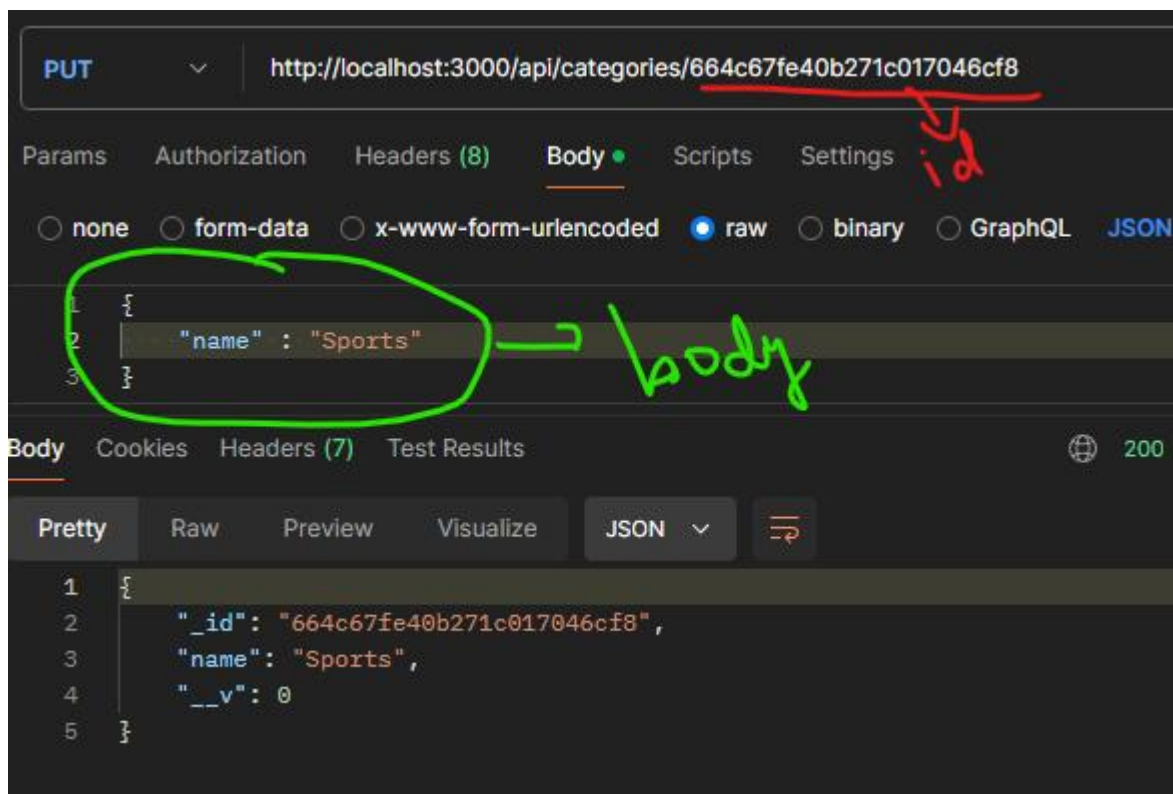 PUT http://localhost:3000/api/categories/664c67fe40b271c017046cf8
Params Authorization Headers (8) Body Scripts Settings
id
none form-data x-www-form-urlencoded raw binary GraphQL JSON
1 {
2 "name" : "Sports"
3 }
body
Body Cookies Headers (7) Test Results 200
Pretty Raw Preview Visualize JSON
1 {
2 "_id": "664c67fe40b271c017046cf8",
3 "name": "Sports",
4 "__v": 0
5 }